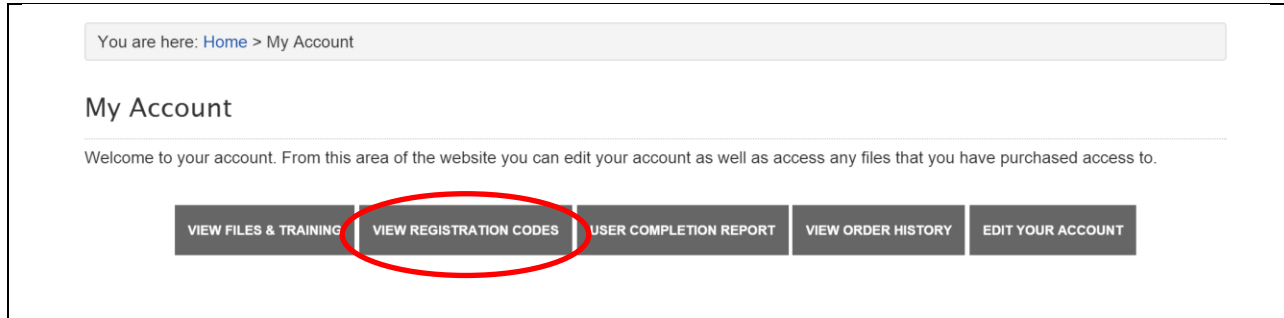 You are here: Home > My Account
My Account
Welcome to your account. From this area of the website you can edit your account as well as access any files that you have purchased access to.
VIEW FILES & TRAINING VIEW REGISTRATION CODES USER COMPLETION REPORT VIEW ORDER HISTORY EDIT YOUR ACCOUNT